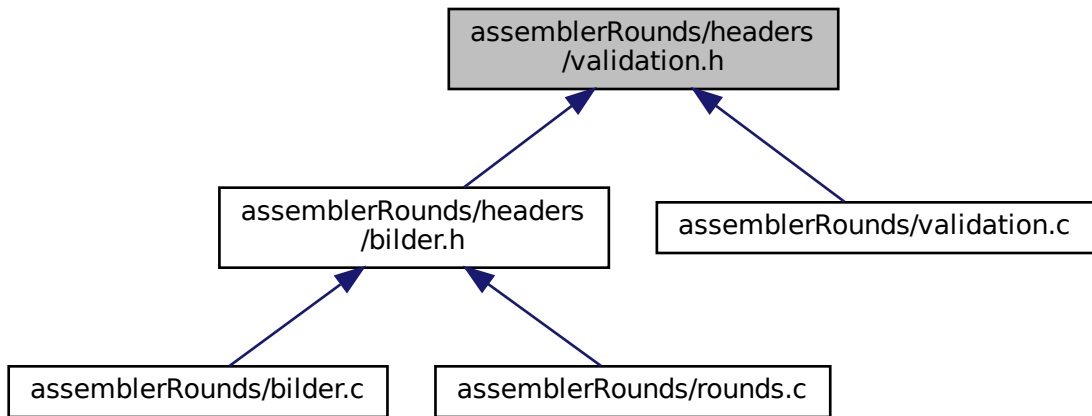 assemblerRounds/headers
/validation.h
assemblerRounds/headers
/bilder.h
assemblerRounds/validation.c
assemblerRounds/bilder.c
assemblerRounds/rounds.c